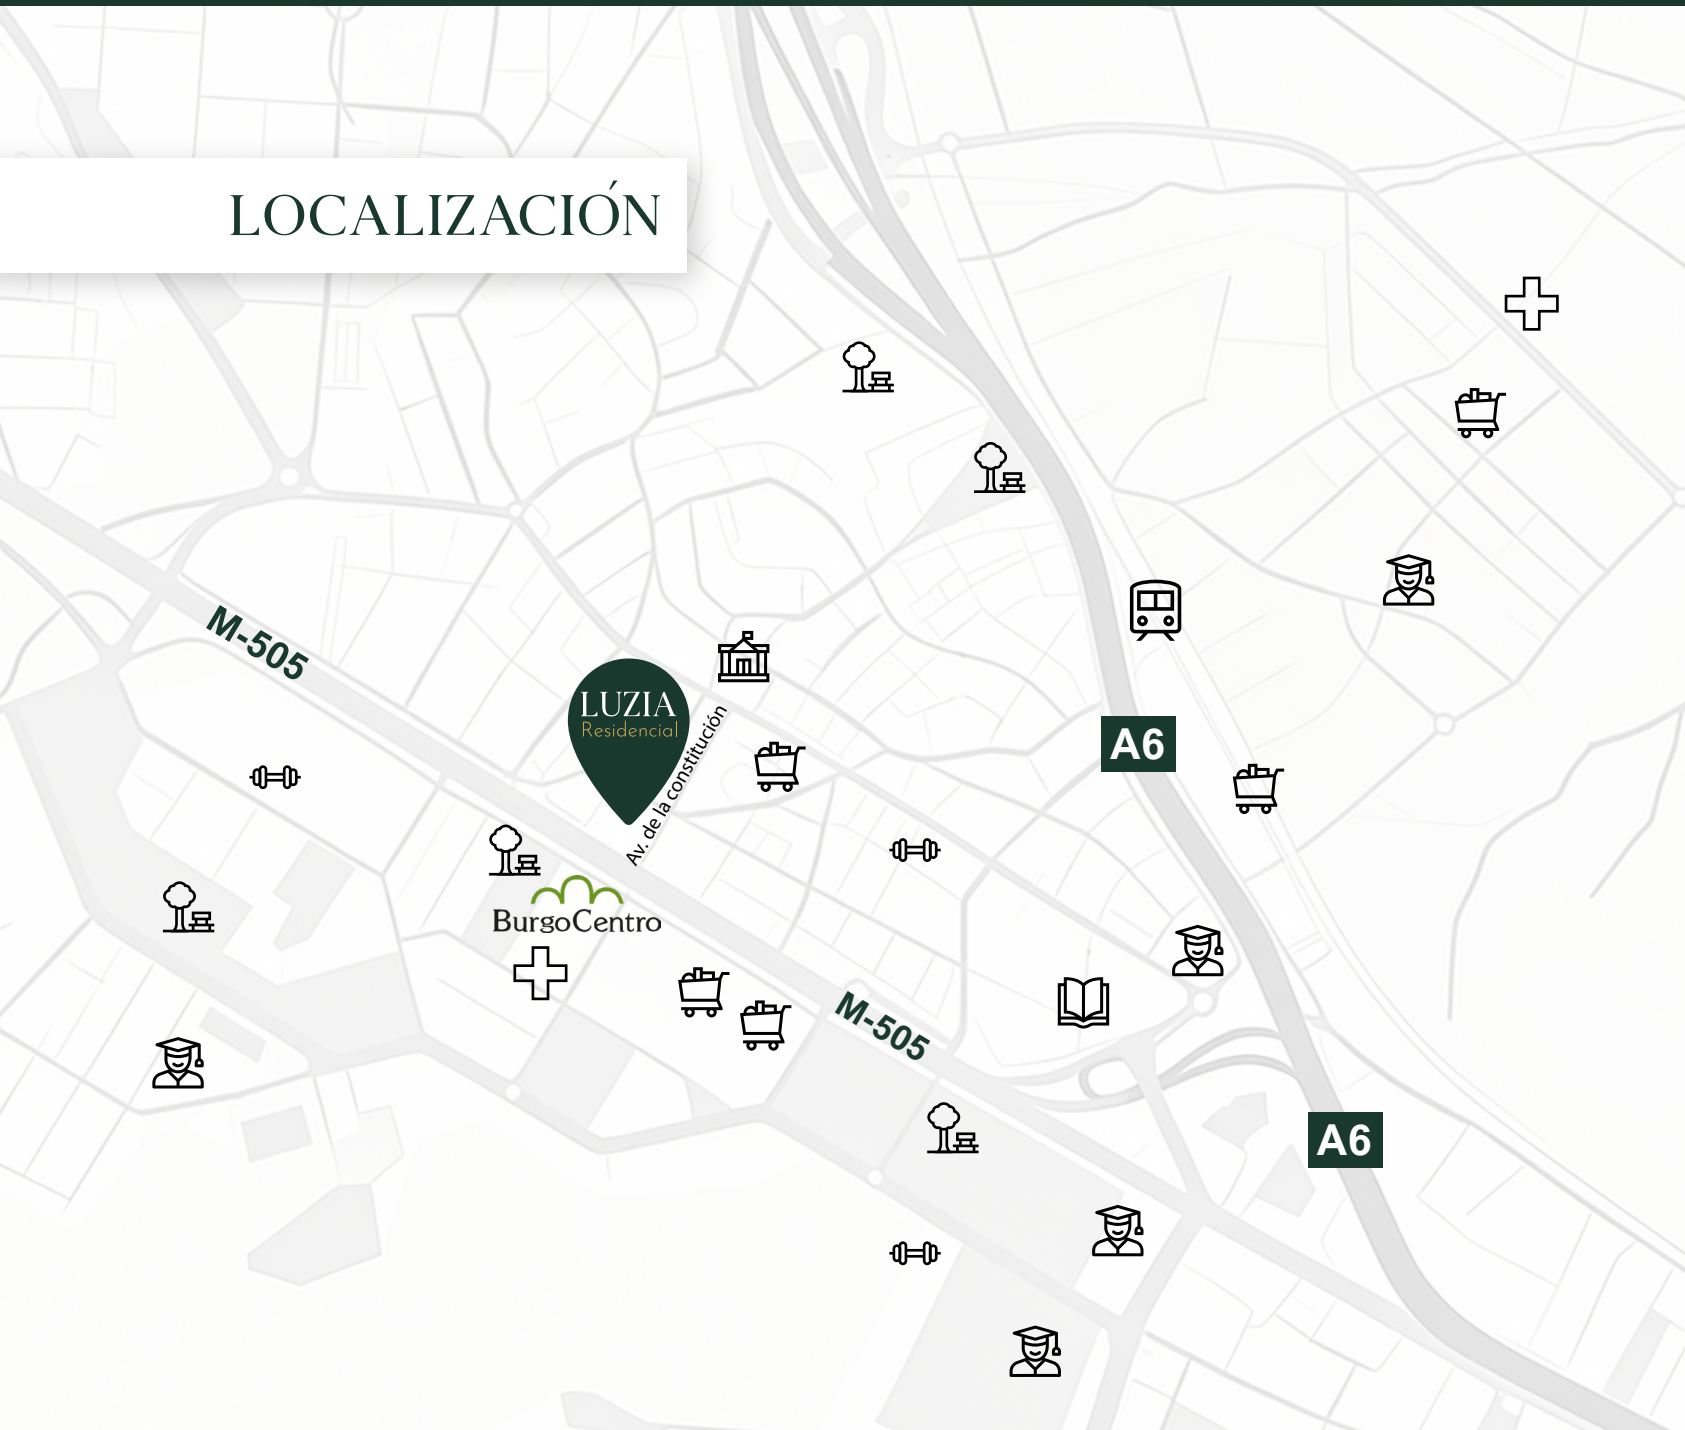 LOCALIZACIÓN
M-505
LUZIA
Residencial
Av. de la constitución
A6
BurgoCentro
M-505
A6